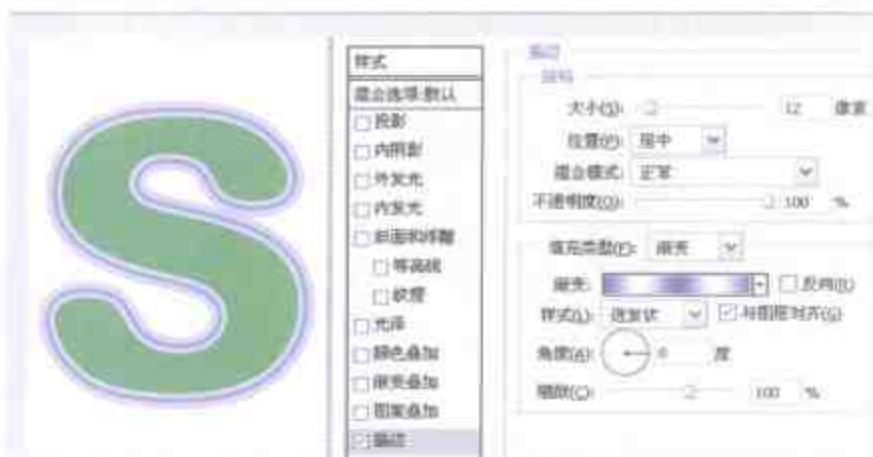 S
样式
混合选项:默认
投影
内阴影
外发光
内发光
斜面和浮雕
等高线
纹理
光泽
颜色叠加
渐变叠加
图案叠加
描边
描边
结构
大小(S): 12 像素
位置(P): 居中
混合模式: 正常
不透明度(O): 100 %
填充类型(F): 渐变
渐变: 反向(R)
样式(L): 迸发状 与图层对齐(G)
角度(A): 0 度
缩放(C): 100 %